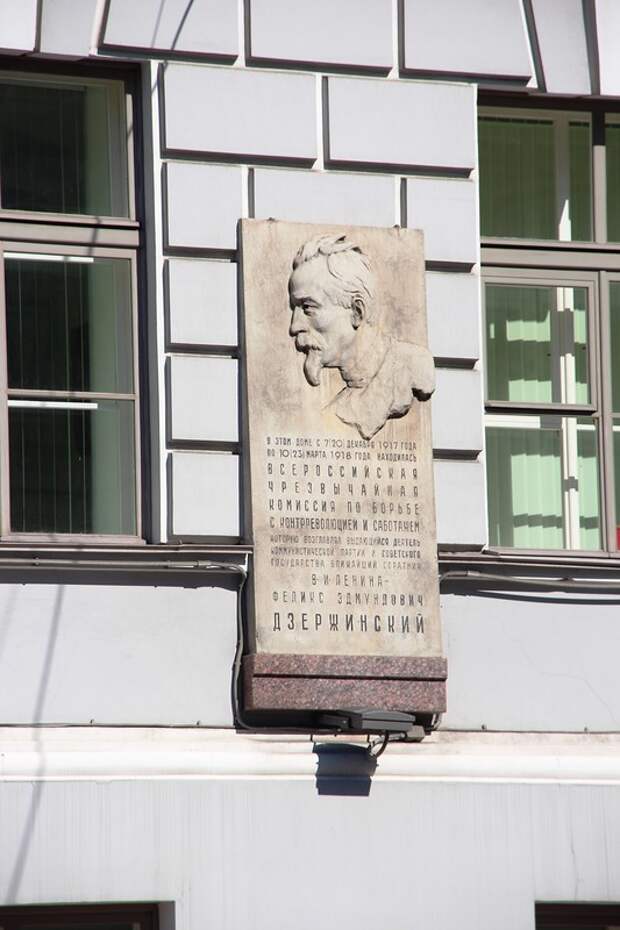 В ЭТОМ ДОМЕ С 7(20) ДЕКАБРЯ 1917 ГОДА
ПО 10(23) МАРТА 1918 ГОДА НАХОДИЛАСЬ
ВСЕРОССИЙСКАЯ
ЧРЕЗВЫЧАЙНАЯ
КОМИССИЯ ПО БОРЬБЕ
С КОНТРРЕВОЛЮЦИЕЙ И САБОТАЖЕМ
КОТОРУЮ ВОЗГЛАВЛЯЛ ВЫДАЮЩИЙСЯ ДЕЯТЕЛЬ
КОММУНИСТИЧЕСКОЙ ПАРТИИ И СОВЕТСКОГО
ГОСУДАРСТВА БЛИЖАЙШИЙ СОРАТНИК
В·И·ЛЕНИНА-
ФЕЛИКС ЭДМУНДОВИЧ
ДЗЕРЖИНСКИЙ